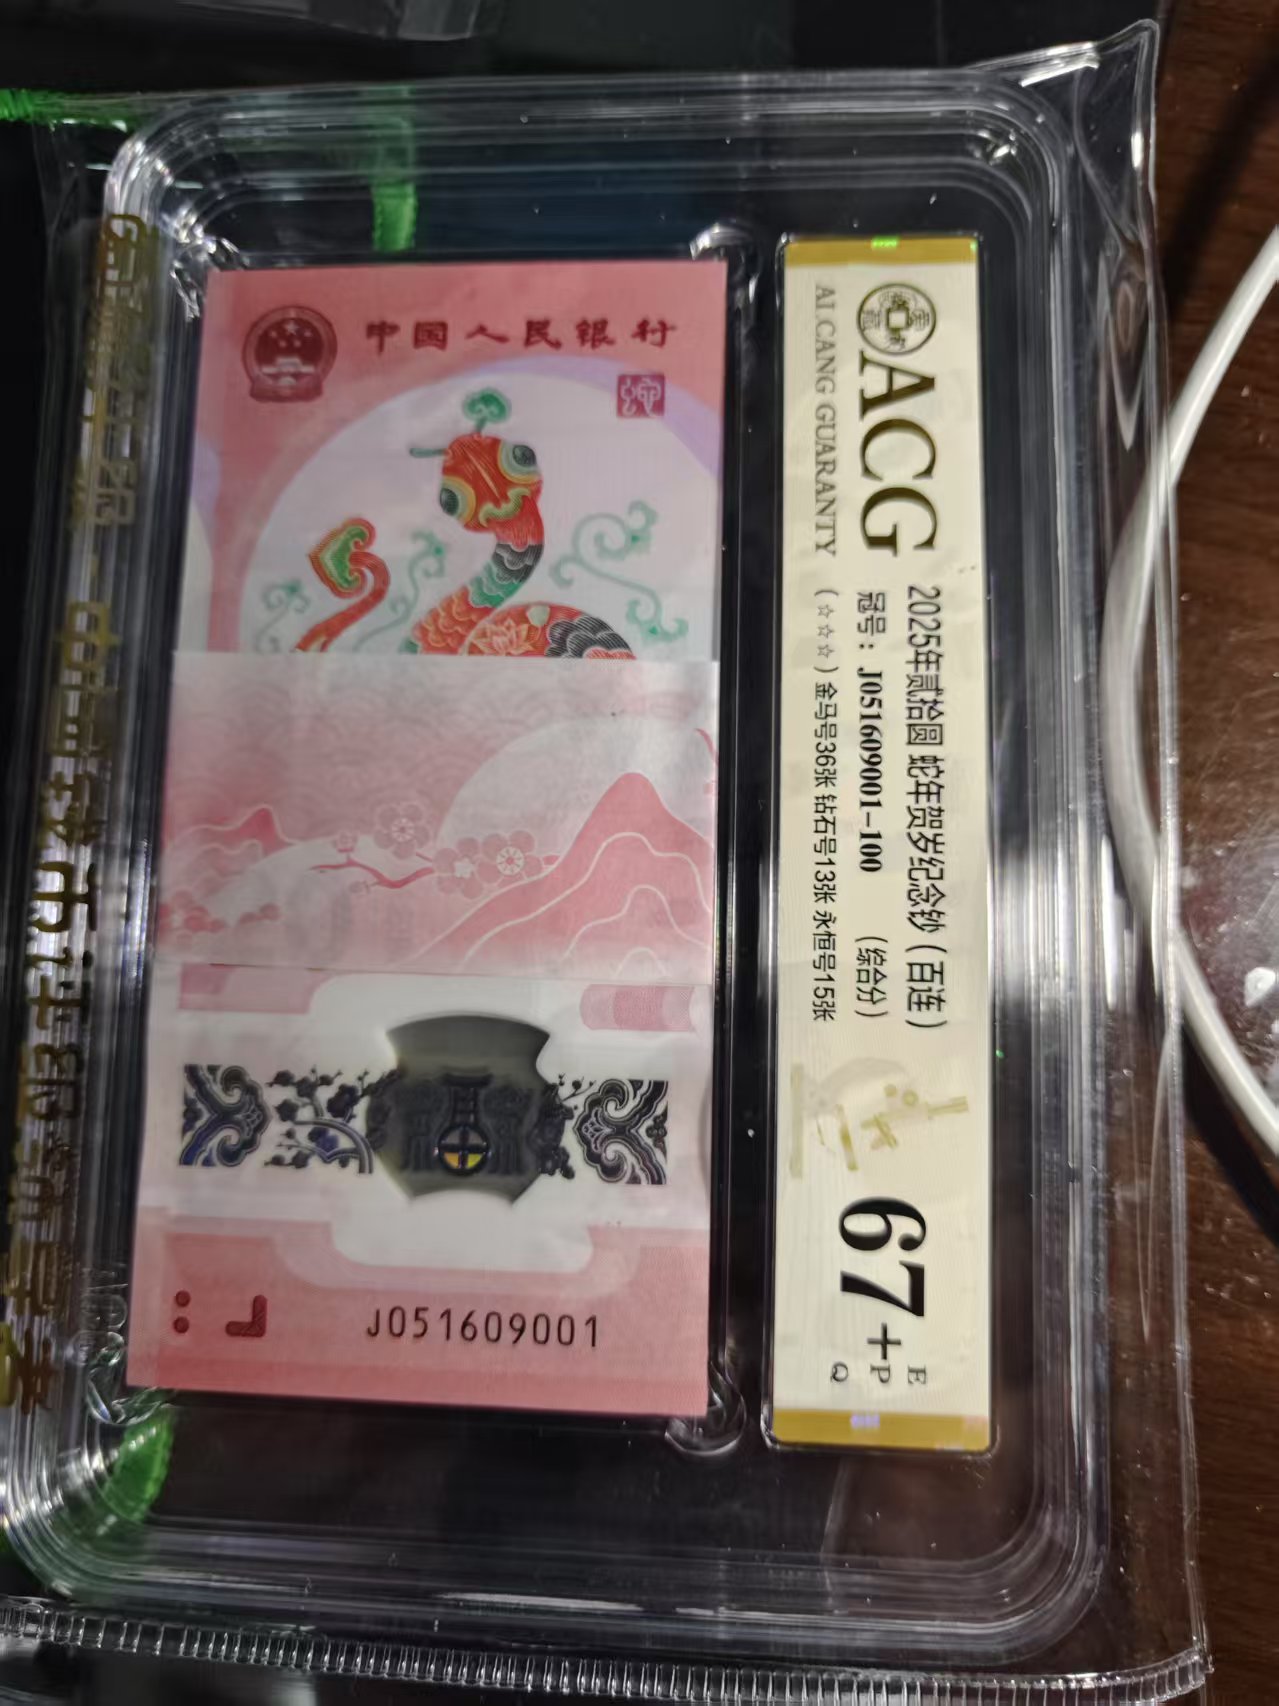 中国人民银行
J051609001
ACG
AI CANG GUARANTY
2025年贰拾圆 蛇年贺岁纪念钞（百连）
冠号：J051609001-100 （综合分）
（☆☆☆）金马号36张 钻石号13张 永恒号15张
67+
E
P
Q